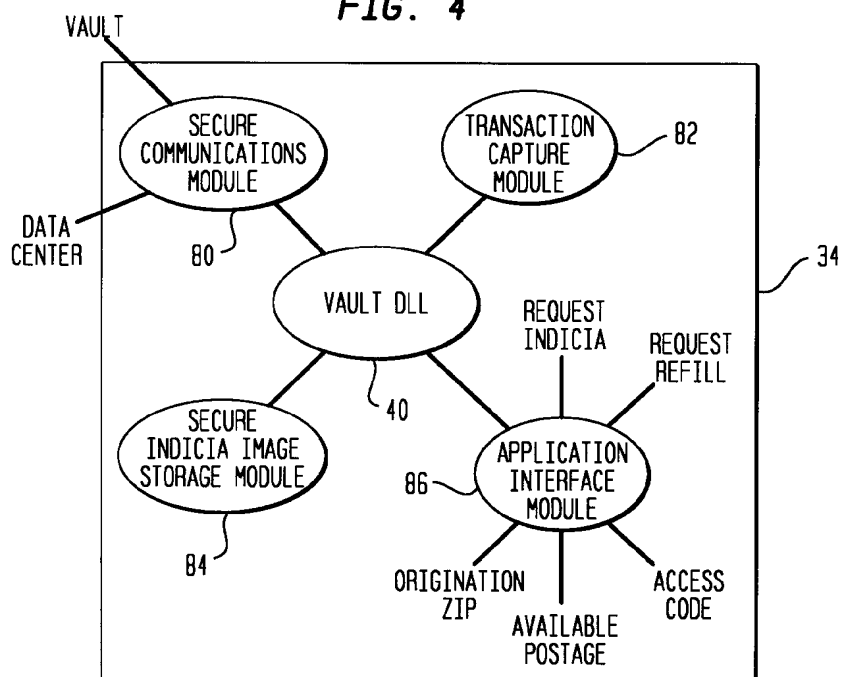 FIG. 4
VAULT
SECURE
COMMUNICATIONS
MODULE
TRANSACTION
CAPTURE
MODULE
82
DATA
CENTER
80
34
VAULT DLL
REQUEST
INDICIA
REQUEST
REFILL
40
SECURE
INDICIA IMAGE
STORAGE MODULE
APPLICATION
INTERFACE
MODULE
86
84
ORIGINATION
ZIP
ACCESS
CODE
AVAILABLE
POSTAGE